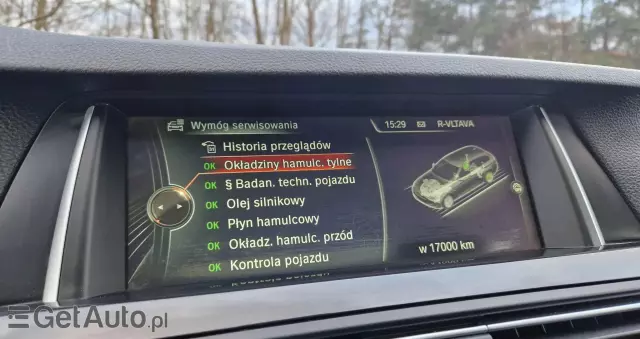 Wymóg serwisowania
15:29 R-VLTAVA
Historia przeglądów
OK Okładziny hamulc. tylne
OK § Badan. techn. pojazdu
OK Olej silnikowy
OK Płyn hamulcowy
OK Okładz. hamulc. przód
OK Kontrola pojazdu
w 17000 km
GetAuto.pl